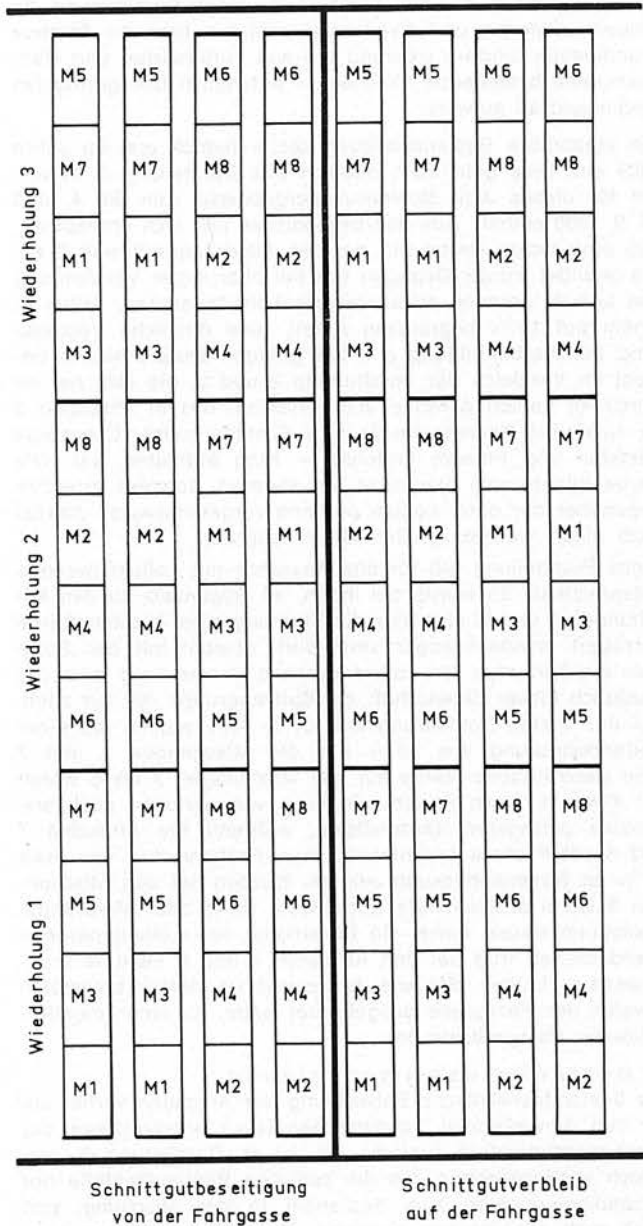 M5 M5 M6 M6 M5 M5 M6 M6
M7 M7 M8 M8 M7 M7 M8 M8
M1 M1 M2 M2 M1 M1 M2 M2
M3 M3 M4 M4 M3 M3 M4 M4
M8 M8 M7 M7 M8 M8 M7 M7
M2 M2 M1 M1 M2 M2 M1 M1
M4 M4 M3 M3 M4 M4 M3 M3
M6 M6 M5 M5 M6 M6 M5 M5
M7 M7 M8 M8 M7 M7 M8 M8
M5 M5 M6 M6 M5 M5 M6 M6
M3 M3 M4 M4 M3 M3 M4 M4
M1 M1 M2 M2 M1 M1 M2 M2
Wiederholung 3
Wiederholung 2
Wiederholung 1
Schnittgutbeseitigung
von der Fahrgasse
Schnittgutverbleib
auf der Fahrgasse